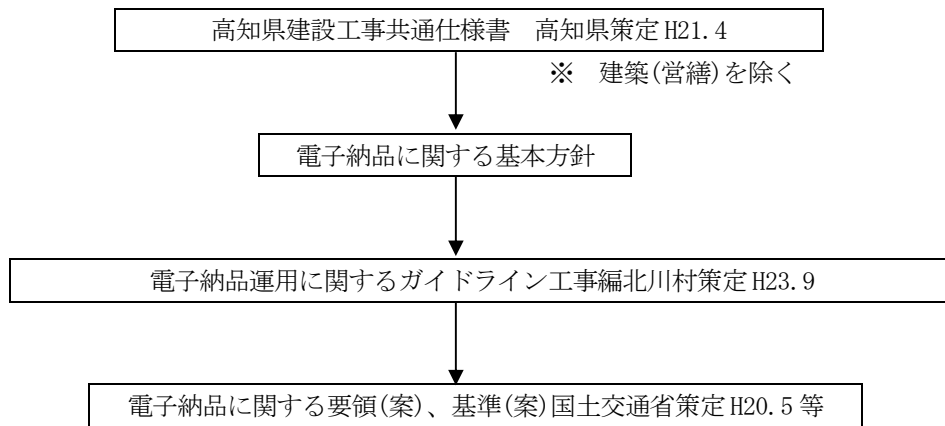 高知県建設工事共通仕様書　高知県策定 H21.4
※　建築(営繕)を除く
電子納品に関する基本方針
電子納品運用に関するガイドライン工事編北川村策定 H23.9
電子納品に関する要領(案)、基準(案)国土交通省策定 H20.5 等